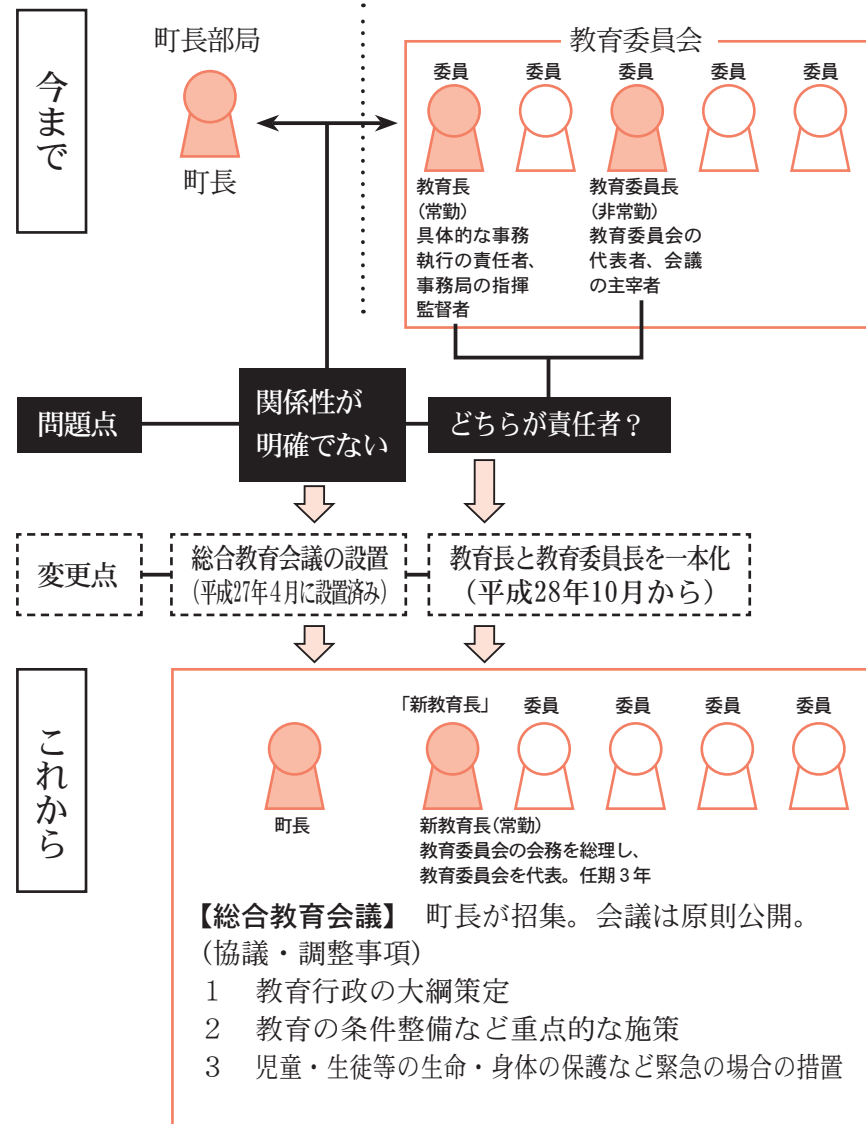 今まで
町長部局
町長
教育委員会
委員 委員 委員 委員 委員
教育長
(常勤)
具体的な事務
執行の責任者、
事務局の指揮
監督者
教育委員長
(非常勤)
教育委員会の
代表者、会議
の主宰者
問題点
関係性が
明確でない
どちらが責任者？
変更点
総合教育会議の設置
(平成27年4月に設置済み)
教育長と教育委員長を一本化
(平成28年10月から)
これから
「新教育長」 委員 委員 委員 委員
町長
新教育長(常勤)
教育委員会の会務を総理し、
教育委員会を代表。任期３年
【総合教育会議】 町長が招集。会議は原則公開。
(協議・調整事項)
１ 教育行政の大綱策定
２ 教育の条件整備など重点的な施策
３ 児童・生徒等の生命・身体の保護など緊急の場合の措置